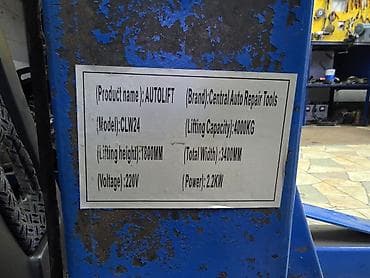 (Product name ):AUTOLIFT (Brand):Central Auto Repair Tools
(Model):CLW24 (Lifting Capacity):4000KG
(Lifting height):1800MM (Total Width):3400MM
(Voltage):220V (Power):2.2KW